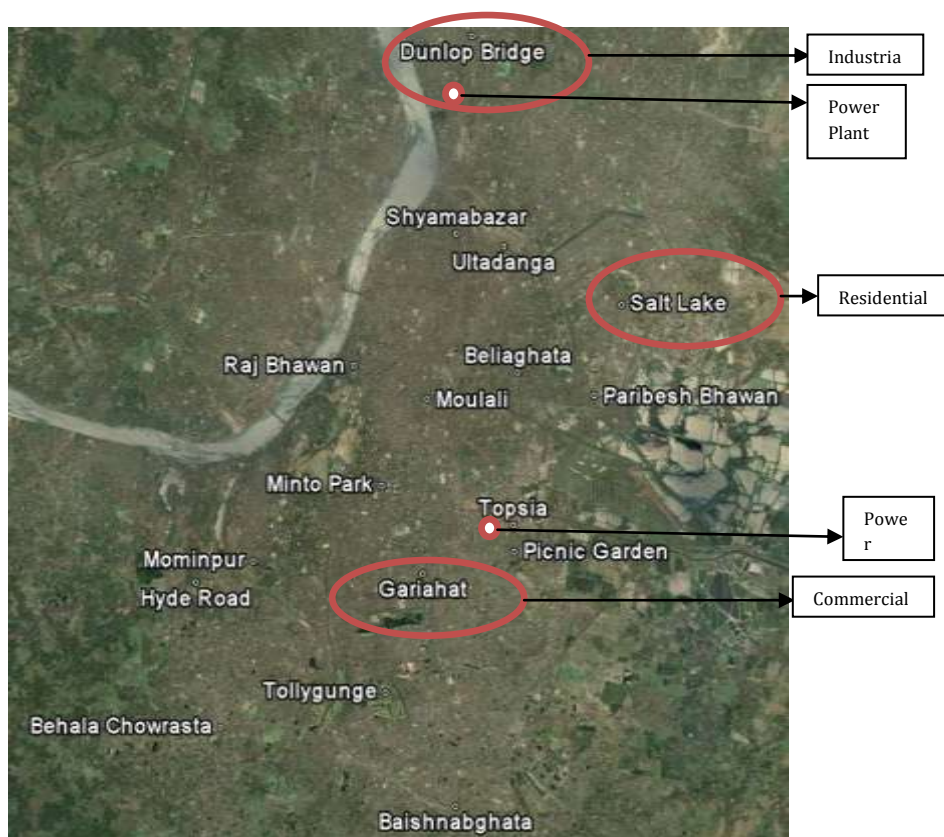 Dunlop Bridge
Industria
Power
Plant
Shyamabazar
Ultadanga
Salt Lake
Residential
Raj Bhawan
Beliaghata
Moulali
Paribesh Bhawan
Minto Park
Topsia
Powe
r
Picnic Garden
Mominpur
Gariahat
Hyde Road
Commercial
Tollygunge
Behala Chowrasta
Baishnabghata